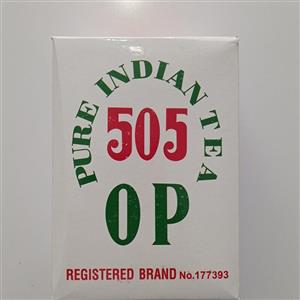 PURE INDIAN TEA
505
OP
REGISTERED BRAND No.177393